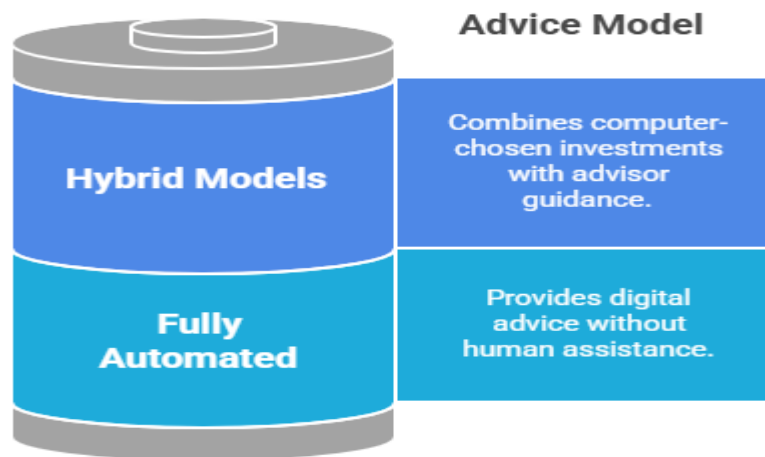 Advice Model
Hybrid Models
Combines computer-
chosen investments
with advisor
guidance.
Fully
Automated
Provides digital
advice without
human assistance.